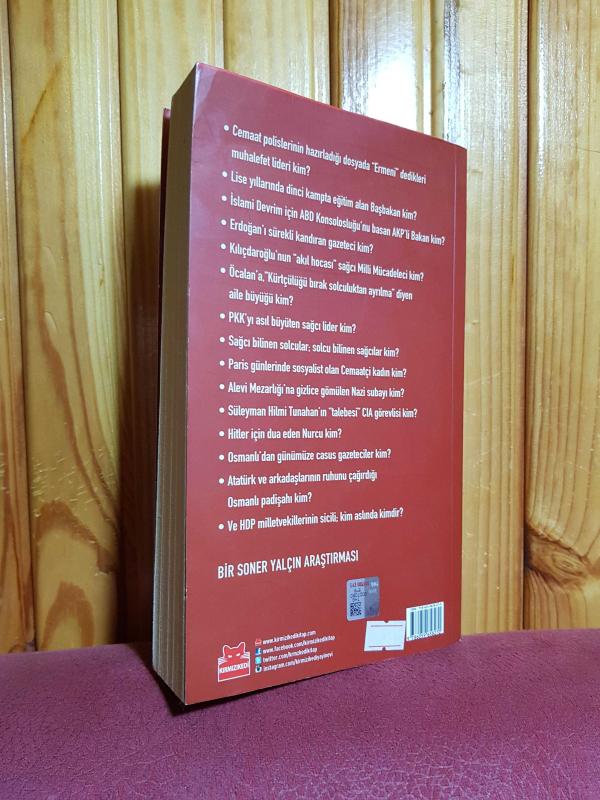 • Cemaat polislerinin hazırladığı dosyada "Ermeni" dedikleri
muhalefet lideri kim?
• Lise yıllarında dinci kampta eğitim alan Başbakan kim?
• İslami Devrim için ABD Konsolosluğu'nu basan AKP'li Bakan kim?
• Erdoğan'ı sürekli kandıran gazeteci kim?
• Kılıçdaroğlu'nun "akıl hocası" sağcı Milli Mücadeleci kim?
• Öcalan'a,"Kürtçülüğü bırak solculuktan ayrılma" diyen
aile büyüğü kim?
• PKK'yı asıl büyüten sağcı lider kim?
• Sağcı bilinen solcular; solcu bilinen sağcılar kim?
• Paris günlerinde sosyalist olan Cemaatçi kadın kim?
• Alevi Mezarlığı'na gizlice gömülen Nazi subayı kim?
• Süleyman Hilmi Tunahan'ın "talebesi" CIA görevlisi kim?
• Hitler için dua eden Nurcu kim?
• Osmanlı'dan günümüze casus gazeteciler kim?
• Atatürk ve arkadaşlarının ruhunu çağırdığı
Osmanlı padişahı kim?
• Ve HDP milletvekillerinin sicili; kim aslında kimdir?
BİR SONER YALÇIN ARAŞTIRMASI
KIRMIZIKEDİ
www.kirmizikedikitap.com
www.facebook.com/kirmizikedikitap
twitter.com/krmzkedikitap
instagram.com/kirmizikediyayinevi